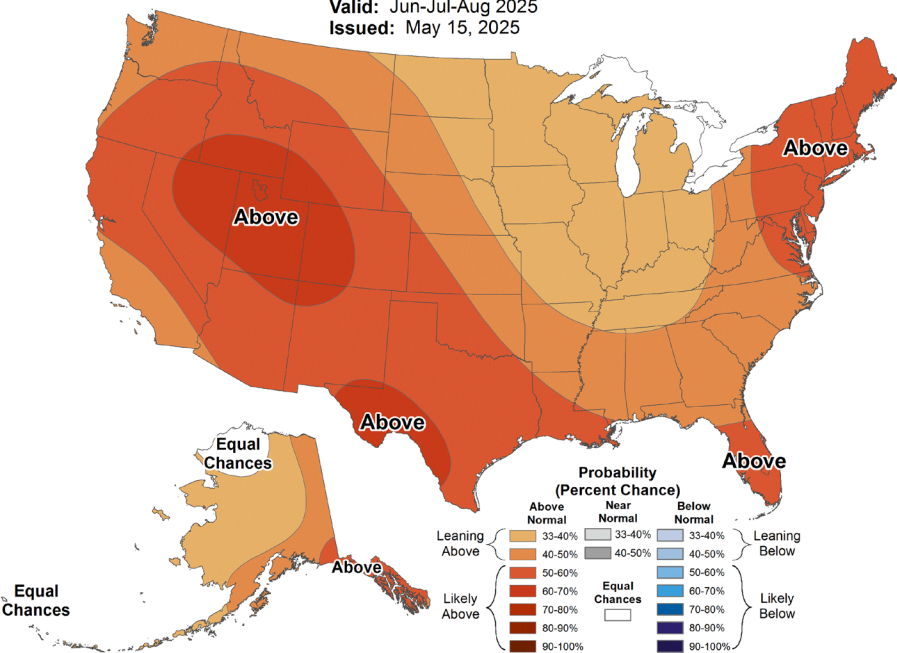 Valid: Jun-Jul-Aug 2025
Issued: May 15, 2025
Above
Above
Above
Above
Equal
Chances
Above
Equal
Chances
Probability
(Percent Chance)
Above
Normal
Near
Normal
Below
Normal
Leaning
Above
33-40%
33-40%
33-40%
Leaning
Below
40-50%
40-50%
40-50%
Likely
Above
50-60%
60-70%
70-80%
80-90%
90-100%
Equal
Chances
50-60%
60-70%
70-80%
80-90%
90-100%
Likely
Below